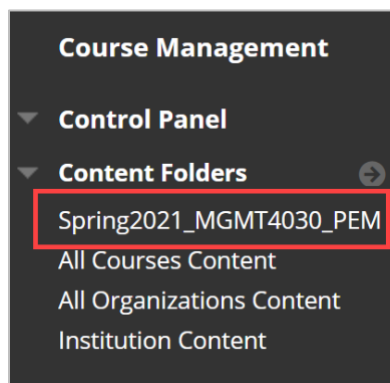 Course Management
Control Panel
Content Folders
Spring2021_MGMT4030_PEM
All Courses Content
All Organizations Content
Institution Content